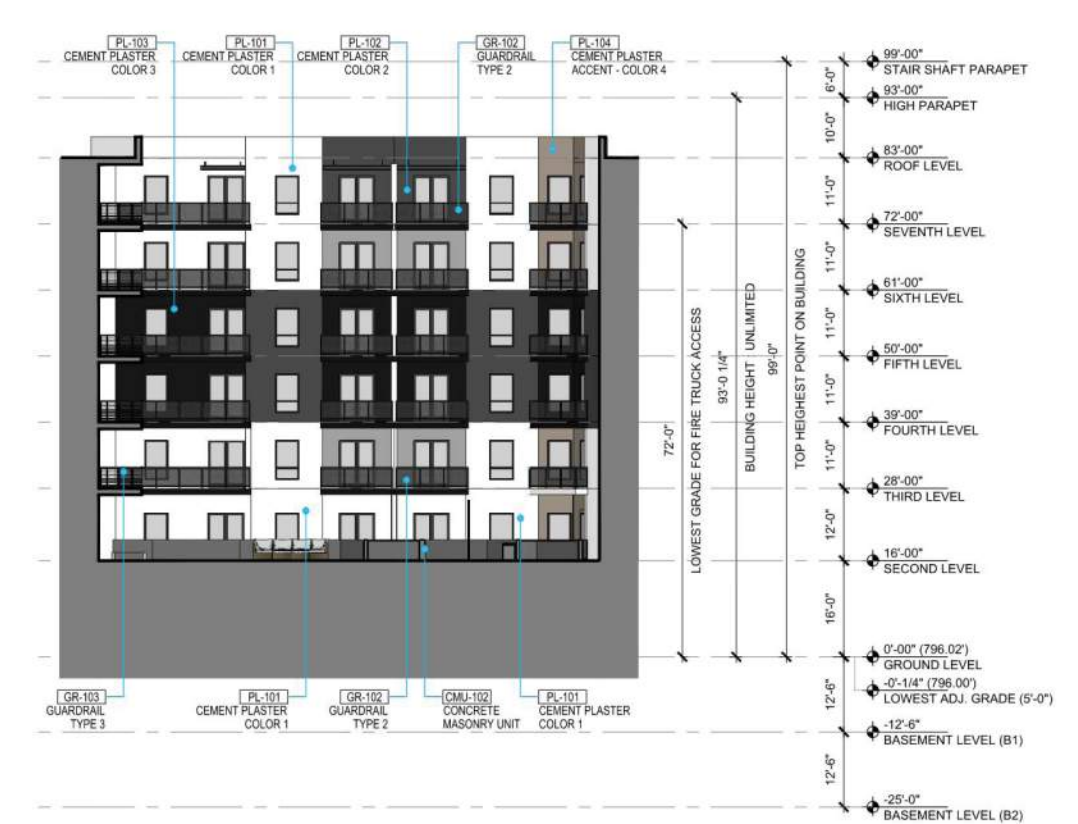 PL-103
CEMENT PLASTER
COLOR 3
PL-101
CEMENT PLASTER
COLOR 1
PL-102
CEMENT PLASTER
COLOR 2
GR-102
GUARDRAIL
TYPE 2
PL-104
CEMENT PLASTER
ACCENT - COLOR 4
99'-00"
STAIR SHAFT PARAPET
6'-0"
93'-00"
HIGH PARAPET
10'-0"
83'-00"
ROOF LEVEL
11'-0"
72'-00"
SEVENTH LEVEL
11'-0"
61'-00"
SIXTH LEVEL
11'-0"
50'-00"
FIFTH LEVEL
11'-0"
39'-00"
FOURTH LEVEL
11'-0"
28'-00"
THIRD LEVEL
12'-0"
16'-00"
SECOND LEVEL
16'-0"
0'-00" (796.02')
GROUND LEVEL
-0'-1/4" (796.00')
LOWEST ADJ. GRADE (5'-0")
12'-6"
-12'-6"
BASEMENT LEVEL (B1)
12'-6"
-25'-0"
BASEMENT LEVEL (B2)
72'-0"
LOWEST GRADE FOR FIRE TRUCK ACCESS
93'-0 1/4"
BUILDING HEIGHT : UNLIMITED
99'-0"
TOP HEIGHEST POINT ON BUILDING
GR-103
GUARDRAIL
TYPE 3
PL-101
CEMENT PLASTER
COLOR 1
GR-102
GUARDRAIL
TYPE 2
CMU-102
CONCRETE
MASONRY UNIT
PL-101
CEMENT PLASTER
COLOR 1